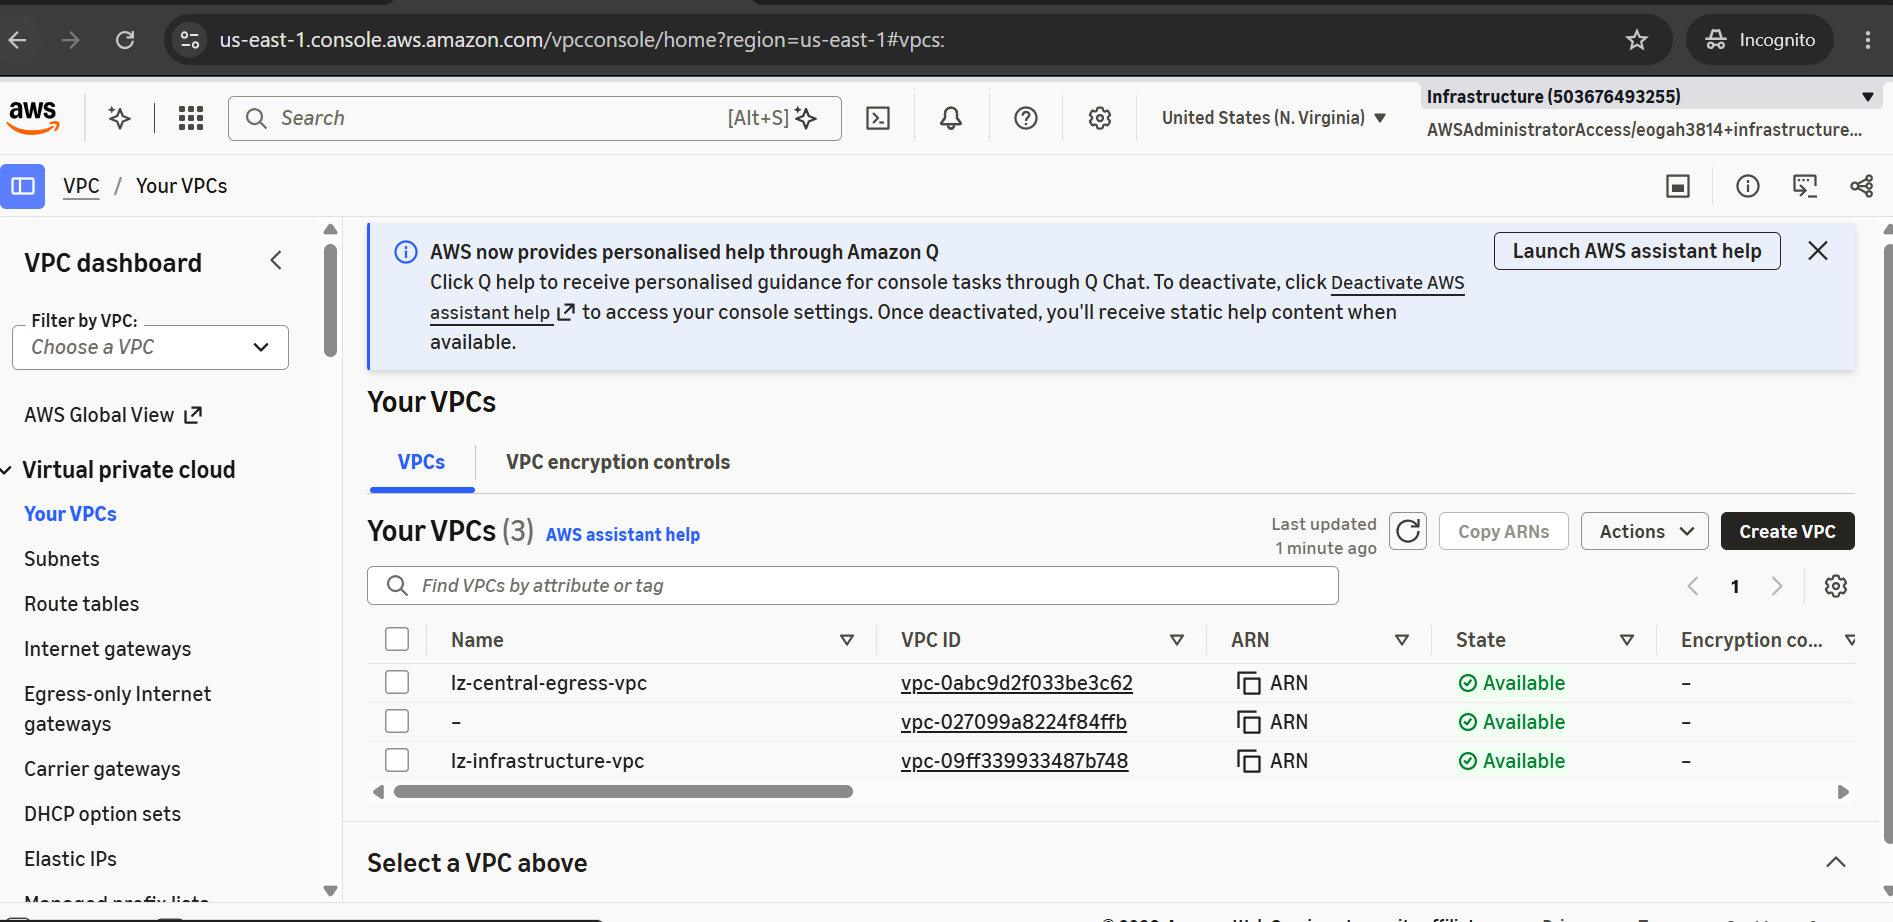 us-east-1.console.aws.amazon.com/vpcconsole/home?region=us-east-1#vpcs:
Incognito
aws
Search
[Alt+S]
United States (N. Virginia)
Infrastructure (503676493255)
AWSAdministratorAccess/eogah3814+infrastructure...
VPC / Your VPCs
VPC dashboard
Filter by VPC:
Choose a VPC
AWS Global View
Virtual private cloud
Your VPCs
Subnets
Route tables
Internet gateways
Egress-only Internet
gateways
Carrier gateways
DHCP option sets
Elastic IPs
Managed prefix lists
AWS now provides personalised help through Amazon Q
Click Q help to receive personalised guidance for console tasks through Q Chat. To deactivate, click Deactivate AWS
assistant help to access your console settings. Once deactivated, you'll receive static help content when
available.
Launch AWS assistant help
Your VPCs
VPCs
VPC encryption controls
Your VPCs (3) AWS assistant help
Last updated
1 minute ago
Copy ARNs
Actions
Create VPC
Find VPCs by attribute or tag
1
Name VPC ID ARN State Encryption co...
lz-central-egress-vpc vpc-0abc9d2f033be3c62 ARN Available –
– vpc-027099a8224f84ffb ARN Available –
lz-infrastructure-vpc vpc-09ff339933487b748 ARN Available –
Select a VPC above